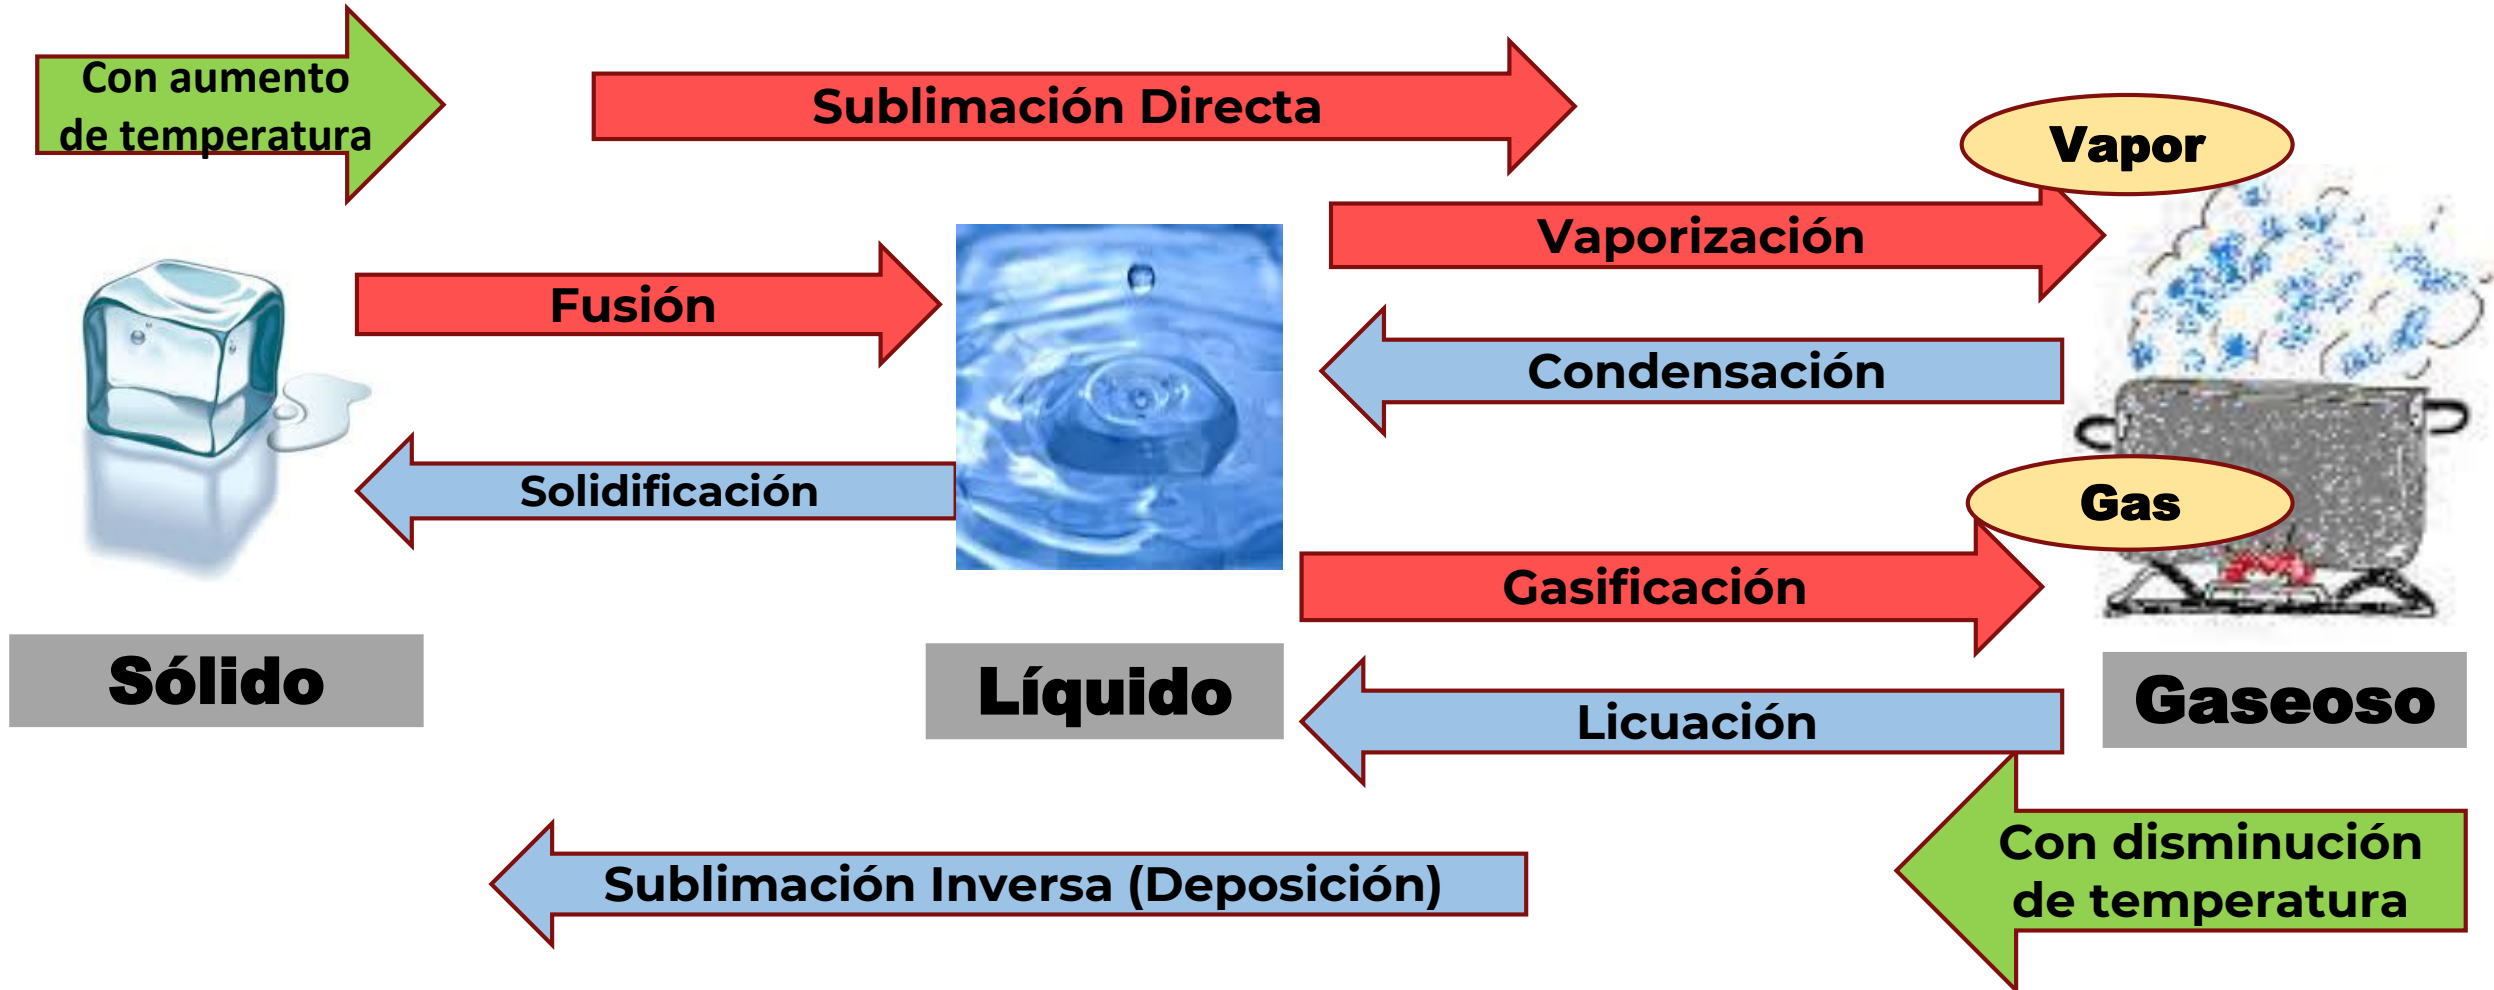 Con aumento
de temperatura
Sublimación Directa
Vapor
Vaporización
Fusión
Condensación
Solidificación
Gas
Gasificación
Sólido
Líquido
Gaseoso
Licuación
Con disminución
de temperatura
Sublimación Inversa (Deposición)